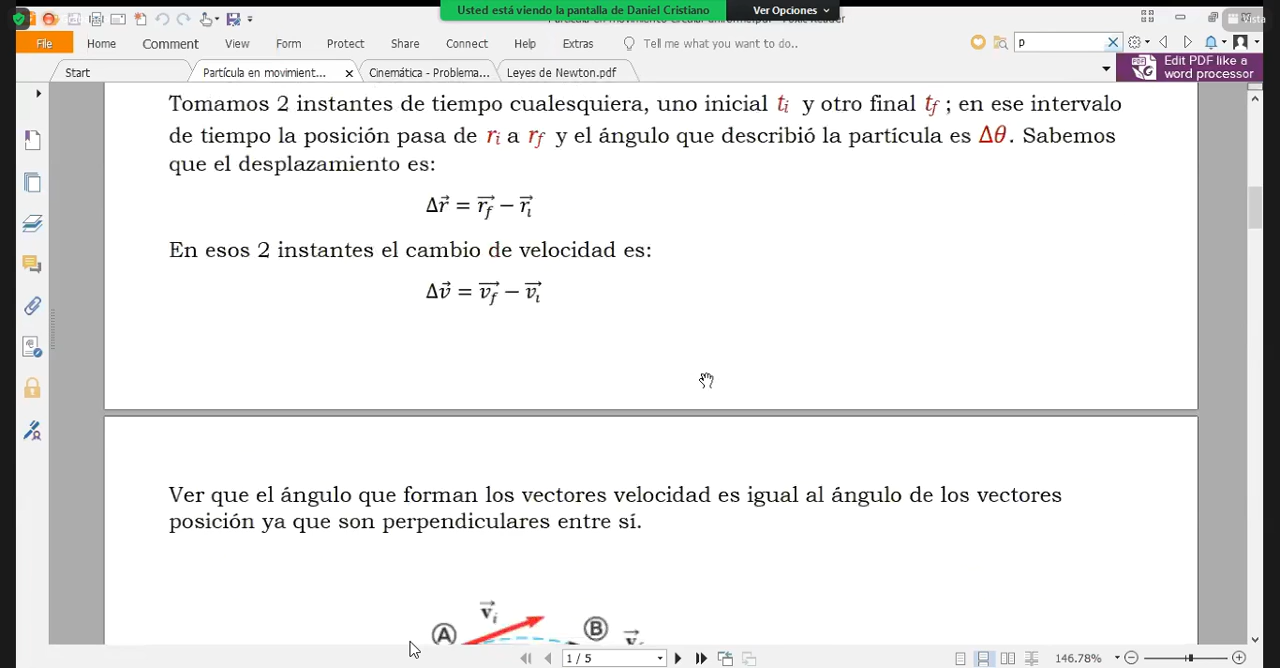 Usted está viendo la pantalla de Daniel Cristiano
Ver Opciones
Vista
File Home Comment View Form Protect Share Connect Help Extras Tell me what you want to do.. p
Start Partícula en movimient... Cinemática - Problema... Leyes de Newton.pdf
Edit PDF like a
word processor
Tomamos 2 instantes de tiempo cualesquiera, uno inicial tᵢ y otro final t_f ; en ese intervalo
de tiempo la posición pasa de rᵢ a r_f y el ángulo que describió la partícula es Δθ. Sabemos
que el desplazamiento es:
Δr⃗ = r_f⃗ − rᵢ⃗
En esos 2 instantes el cambio de velocidad es:
Δv⃗ = v_f⃗ − vᵢ⃗
Ver que el ángulo que forman los vectores velocidad es igual al ángulo de los vectores
posición ya que son perpendiculares entre sí.
v⃗ᵢ
A B
1 / 5
146.78%